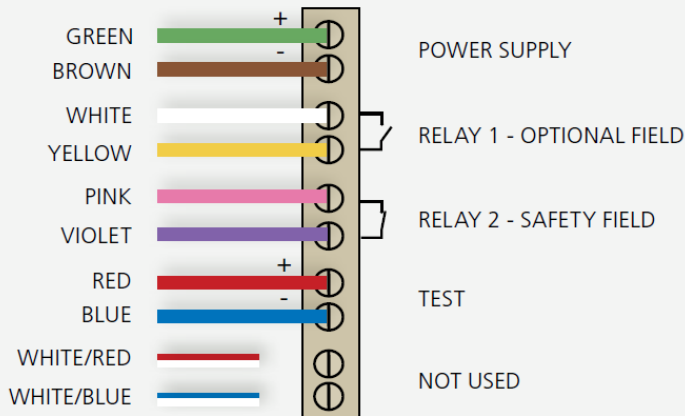 GREEN + POWER SUPPLY
BROWN -
WHITE RELAY 1 - OPTIONAL FIELD
YELLOW
PINK RELAY 2 - SAFETY FIELD
VIOLET
RED + TEST
BLUE -
WHITE/RED NOT USED
WHITE/BLUE